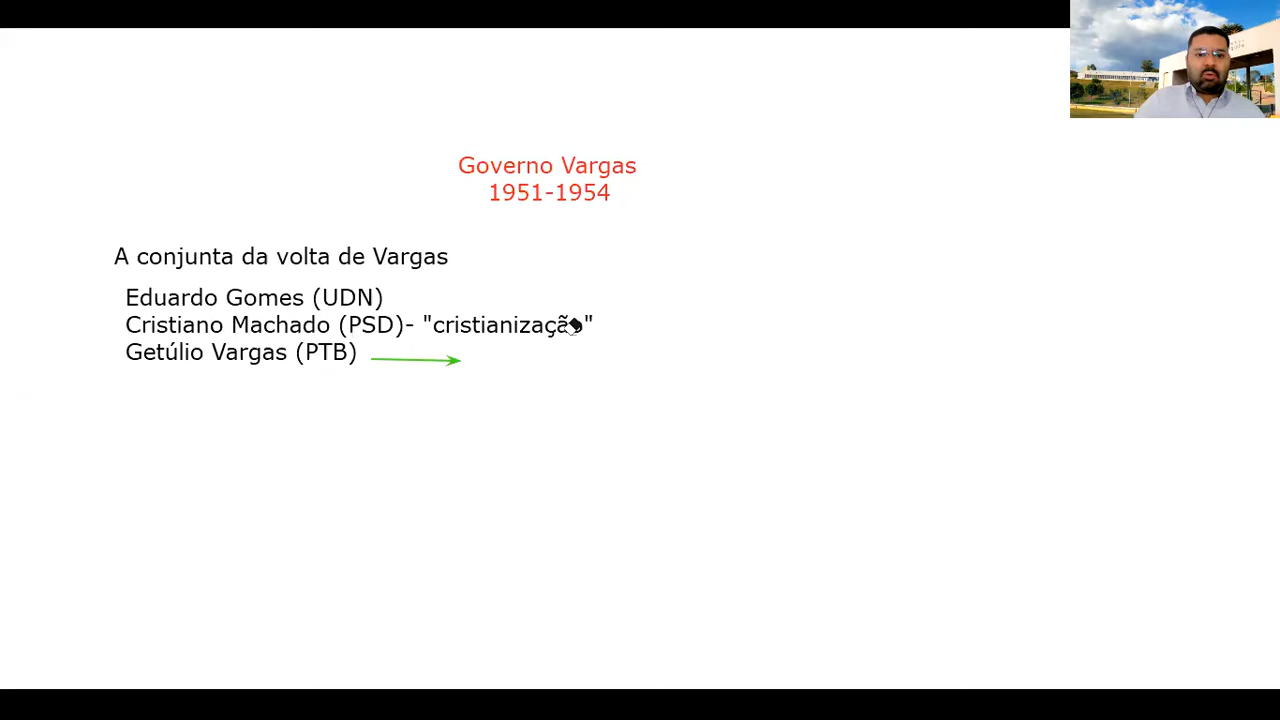 Governo Vargas
1951-1954
A conjunta da volta de Vargas
Eduardo Gomes (UDN)
Cristiano Machado (PSD)- "cristianização"
Getúlio Vargas (PTB)